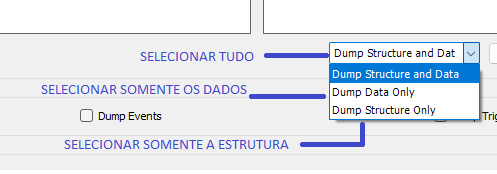 SELECIONAR TUDO
Dump Structure and Dat
Dump Structure and Data
SELECIONAR SOMENTE OS DADOS
Dump Data Only
Dump Structure Only
Dump Events
SELECIONAR SOMENTE A ESTRUTURA